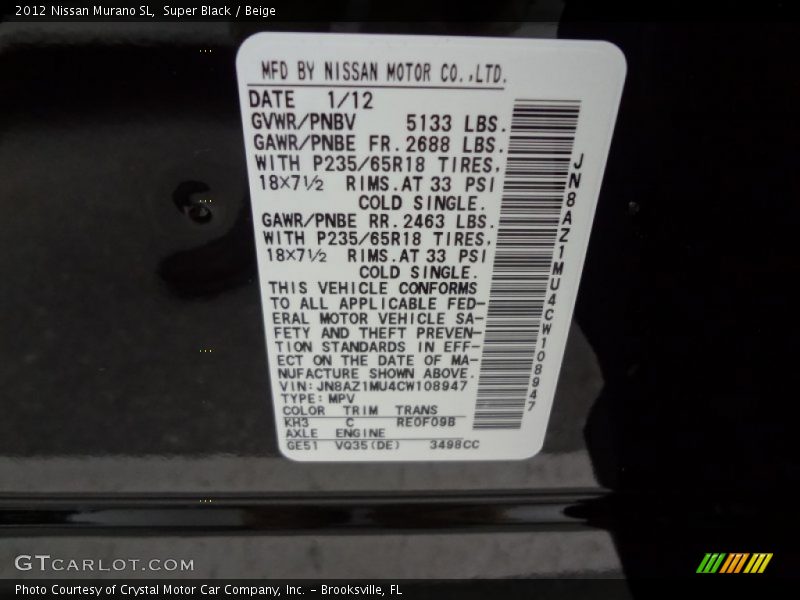 2012 Nissan Murano SL, Super Black / Beige
MFD BY NISSAN MOTOR CO.,LTD.
DATE 1/12
GVWR/PNBV 5133 LBS.
GAWR/PNBE FR. 2688 LBS.
WITH P235/65R18 TIRES,
18×7½ RIMS. AT 33 PSI
COLD SINGLE.
GAWR/PNBE RR. 2463 LBS.
WITH P235/65R18 TIRES,
18×7½ RIMS. AT 33 PSI
COLD SINGLE.
THIS VEHICLE CONFORMS
TO ALL APPLICABLE FED-
ERAL MOTOR VEHICLE SA-
FETY AND THEFT PREVEN-
TION STANDARDS IN EFF-
ECT ON THE DATE OF MA-
NUFACTURE SHOWN ABOVE.
VIN: JN8AZ1MU4CW108947
TYPE: MPV
COLOR TRIM TRANS
KH3 C RE0F09B
AXLE ENGINE
GE51 VQ35(DE) 3498CC
JN8AZ1MU4CW108947
GTCARLOT.COM
Photo Courtesy of Crystal Motor Car Company, Inc. – Brooksville, FL